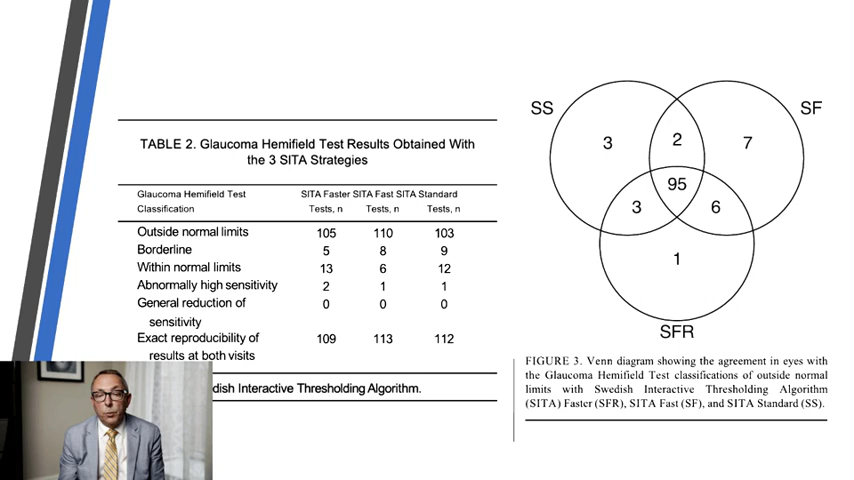 TABLE 2. Glaucoma Hemifield Test Results Obtained With
the 3 SITA Strategies
Glaucoma Hemifield Test SITA Faster SITA Fast SITA Standard
Classification Tests, n Tests, n Tests, n
Outside normal limits 105 110 103
Borderline 5 8 9
Within normal limits 13 6 12
Abnormally high sensitivity 2 1 1
General reduction of 0 0 0
sensitivity
Exact reproducibility of 109 113 112
results at both visits
dish Interactive Thresholding Algorithm.
SS SF
3 2 7
95
3 6
1
SFR
FIGURE 3. Venn diagram showing the agreement in eyes with
the Glaucoma Hemifield Test classifications of outside normal
limits with Swedish Interactive Thresholding Algorithm
(SITA) Faster (SFR), SITA Fast (SF), and SITA Standard (SS).